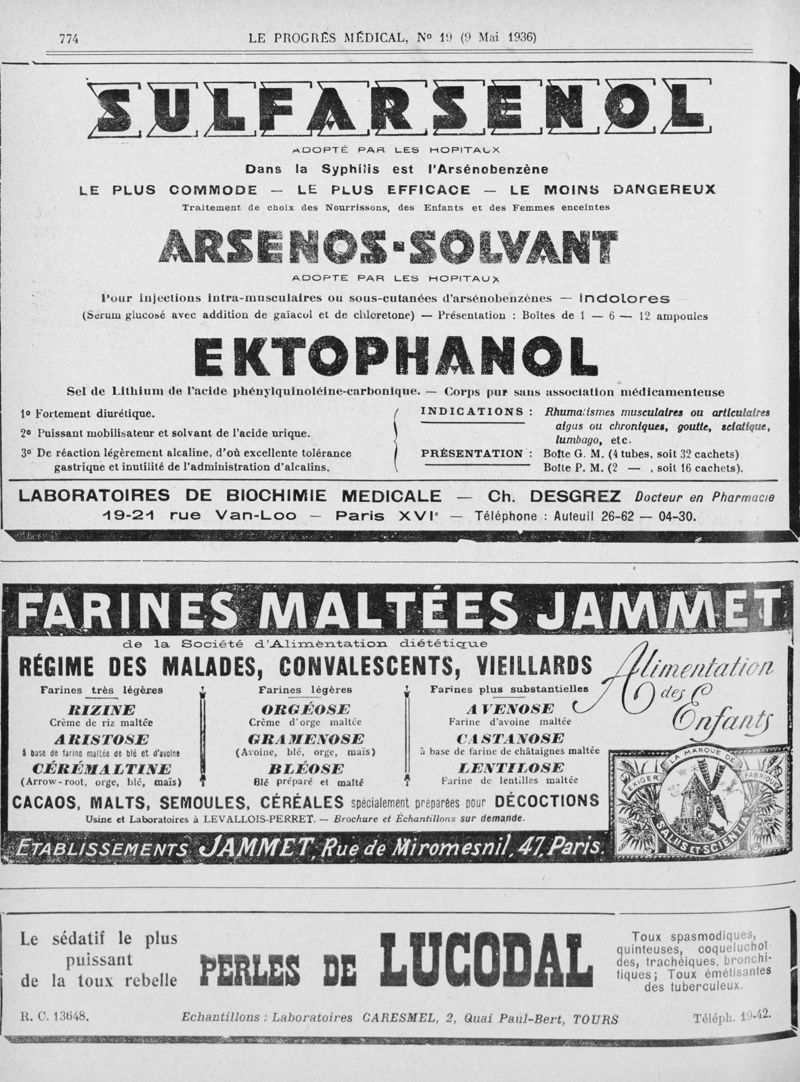 774
LE PROGRÈS MÉDICAL, No 19 (9 Mai 1936)
SULFARSENOL
ADOPTÉ PAR LES HOPITAUX
Dans la Syphilis est l'Arsénobenzène
LE PLUS COMMODE — LE PLUS EFFICACE — LE MOINS DANGEREUX
Traitement de choix des Nourrissons, des Enfants et des Femmes enceintes
ARSENOS-SOLVANT
ADOPTE PAR LES HOPITAUX
Pour injections intra-musculaires ou sous-cutanées d'arsénobenzènes — indolores
(Sérum glucosé avec addition de gaïacol et de chloretone) — Présentation : Boîtes de 1 — 6 — 12 ampoules
EKTOPHANOL
Sel de Lithium de l'acide phénylquinoléine-carbonique. — Corps pur sans association médicamenteuse
1o Fortement diurétique.
2o Puissant mobilisateur et solvant de l'acide urique.
3o De réaction légèrement alcaline, d'où excellente tolérance
gastrique et inutilité de l'administration d'alcalins.
INDICATIONS : Rhumatismes musculaires ou articulaires
aigus ou chroniques, goutte, sciatique,
lumbago, etc.
PRÉSENTATION : Boîte G. M. (4 tubes, soit 32 cachets)
Boîte P. M. (2 — , soit 16 cachets).
LABORATOIRES DE BIOCHIMIE MEDICALE — Ch. DESGREZ Docteur en Pharmacie
19-21 rue Van-Loo — Paris XVIe — Téléphone : Auteuil 26-62 — 04-30.
FARINES MALTÉES JAMMET
de la Société d'Alimentation diététique
RÉGIME DES MALADES, CONVALESCENTS, VIEILLARDS
Alimentation
des
Enfants
Farines très légères
RIZINE
Crème de riz maltée
ARISTOSE
à base de farine maltée de blé et d'avoine
CÉRÉMALTINE
(Arrow-root, orge, blé, maïs)
Farines légères
ORGÉOSE
Crème d'orge maltée
GRAMENOSE
(Avoine, blé, orge, maïs)
BLÉOSE
Blé préparé et malté
Farines plus substantielles
AVENOSE
Farine d'avoine maltée
CASTANOSE
à base de farine de châtaignes maltée
LENTILOSE
Farine de lentilles maltée
EXIGER LA MARQUE DE FABRIQUE
SALUS ET SCIENTIA
CACAOS, MALTS, SEMOULES, CÉRÉALES spécialement préparées pour DÉCOCTIONS
Usine et Laboratoires à LEVALLOIS-PERRET. — Brochure et Échantillons sur demande.
ÉTABLISSEMENTS JAMMET, Rue de Miromesnil, 47, Paris.
Le sédatif le plus
puissant
de la toux rebelle
PERLES DE LUCODAL
Toux spasmodiques,
quinteuses, coqueluchoï
des, trachéiques, bronchi-
tiques; Toux émétisantes
des tuberculeux.
R. C. 13648.
Echantillons : Laboratoires CARESMEL, 2, Quai Paul-Bert, TOURS
Téléph. 19-42.